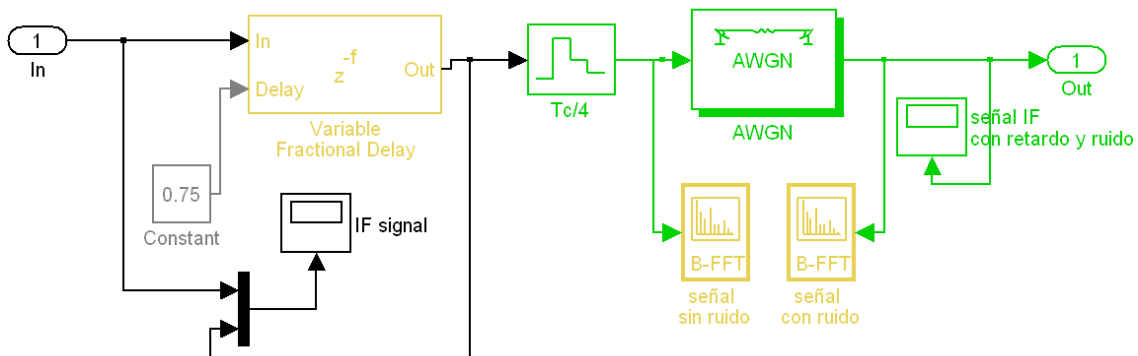 1
In
In
Delay
z
-f
Out
Variable
Fractional Delay
Tc/4
AWGN
AWGN
1
Out
señal IF
con retardo y ruido
0.75
Constant
IF signal
B-FFT
señal
sin ruido
B-FFT
señal
con ruido